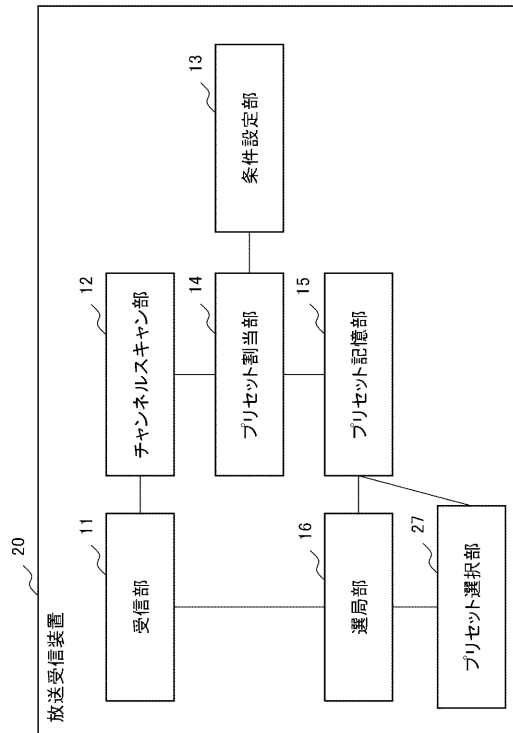 20
放送受信装置
11
受信部
12
チャンネルスキャン部
13
条件設定部
14
プリセット割当部
15
プリセット記憶部
16
選局部
27
プリセット選択部